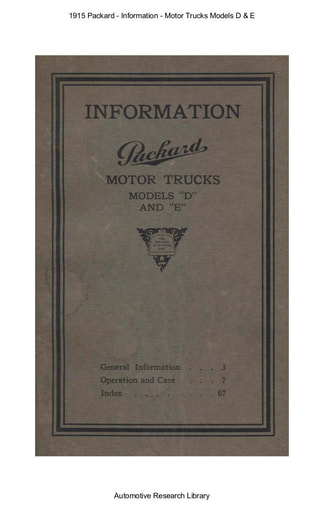 1915 Packard - Information - Motor Trucks Models D & E
INFORMATION
Packard
MOTOR TRUCKS
MODELS "D"
AND "E"
General Information . . . 3
Operation and Care . . . 7
Index . . . . . . . . . 67
Automotive Research Library